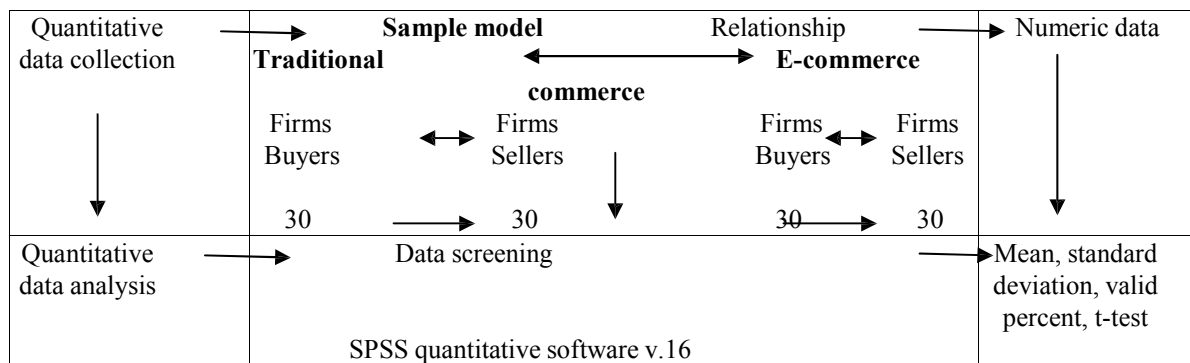 Quantitative
data collection
Sample model Relationship
Traditional E-commerce
commerce
Firms Firms Firms Firms
Buyers Sellers Buyers Sellers
30 30 30 30
Numeric data
Quantitative
data analysis
Data screening
SPSS quantitative software v.16
Mean, standard
deviation, valid
percent, t-test